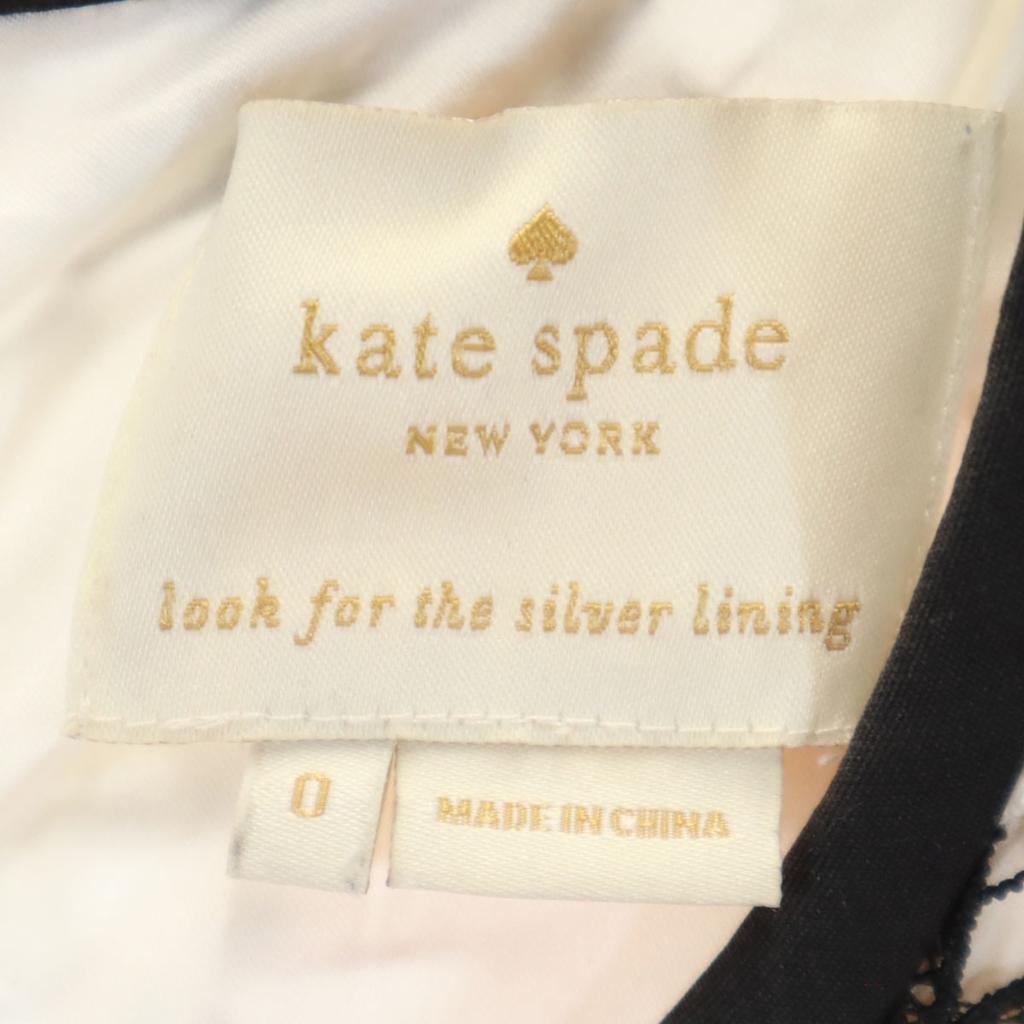 kate spade
NEW YORK
look for the silver lining
0
MADE IN CHINA